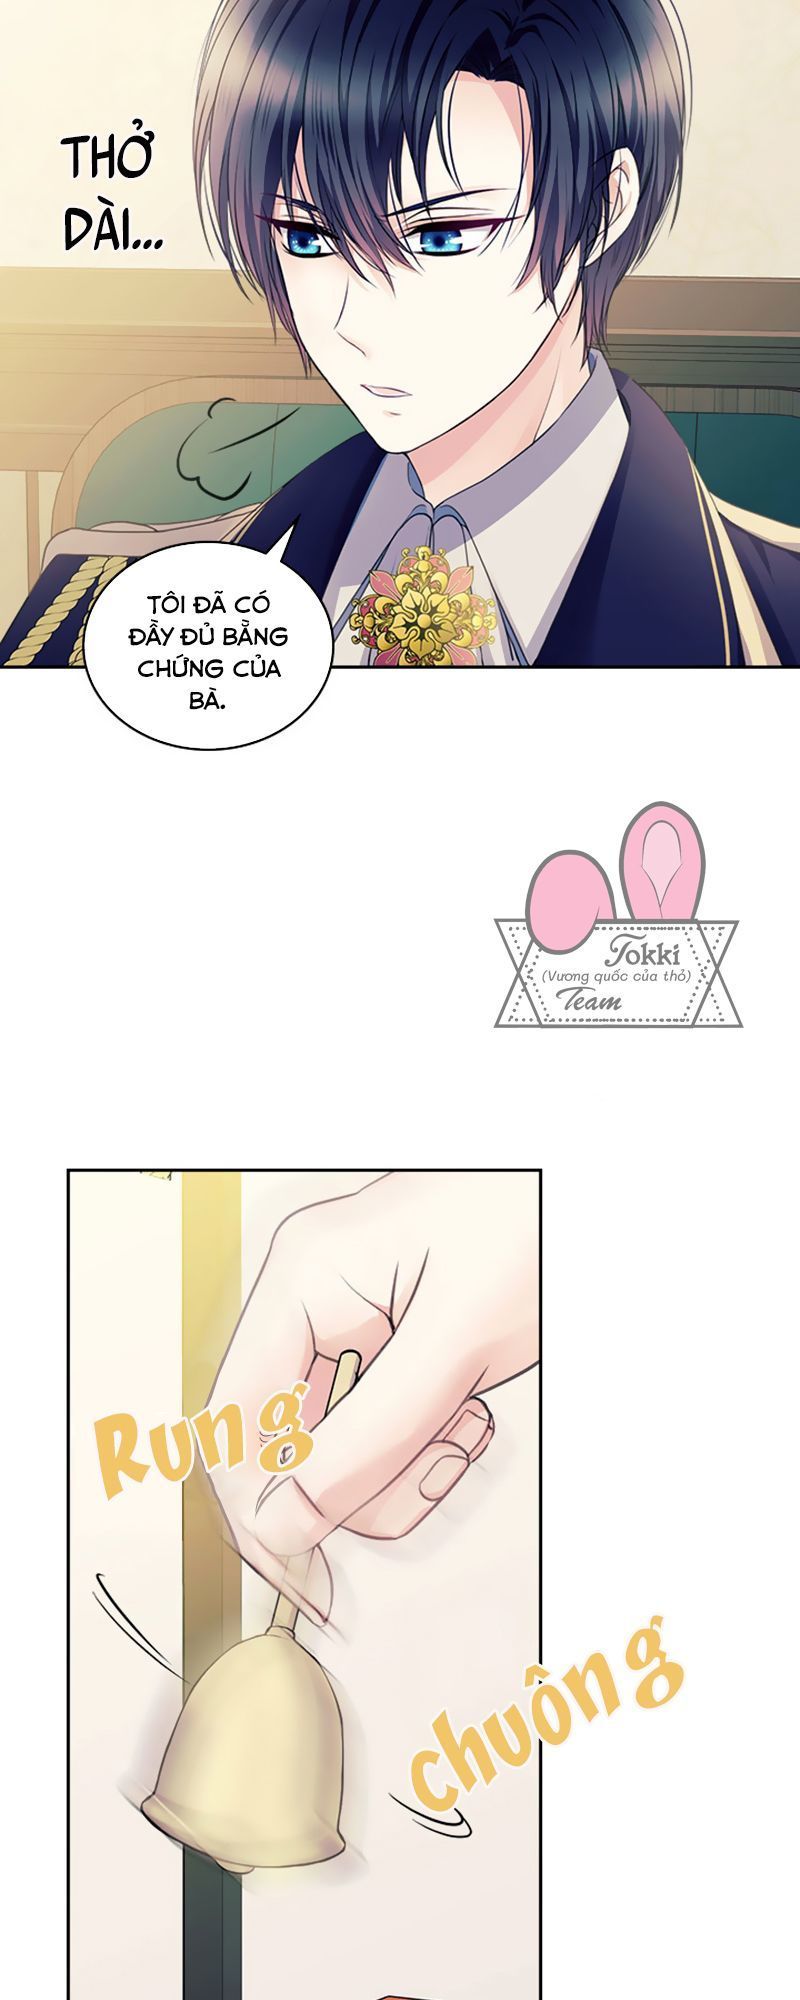 THỞ
DÀI...
TÔI ĐÃ CÓ
ĐẦY ĐỦ BẰNG
CHỨNG CỦA
BÀ.
Tokki
(Vương quốc của thỏ)
Team
Rung
chuông